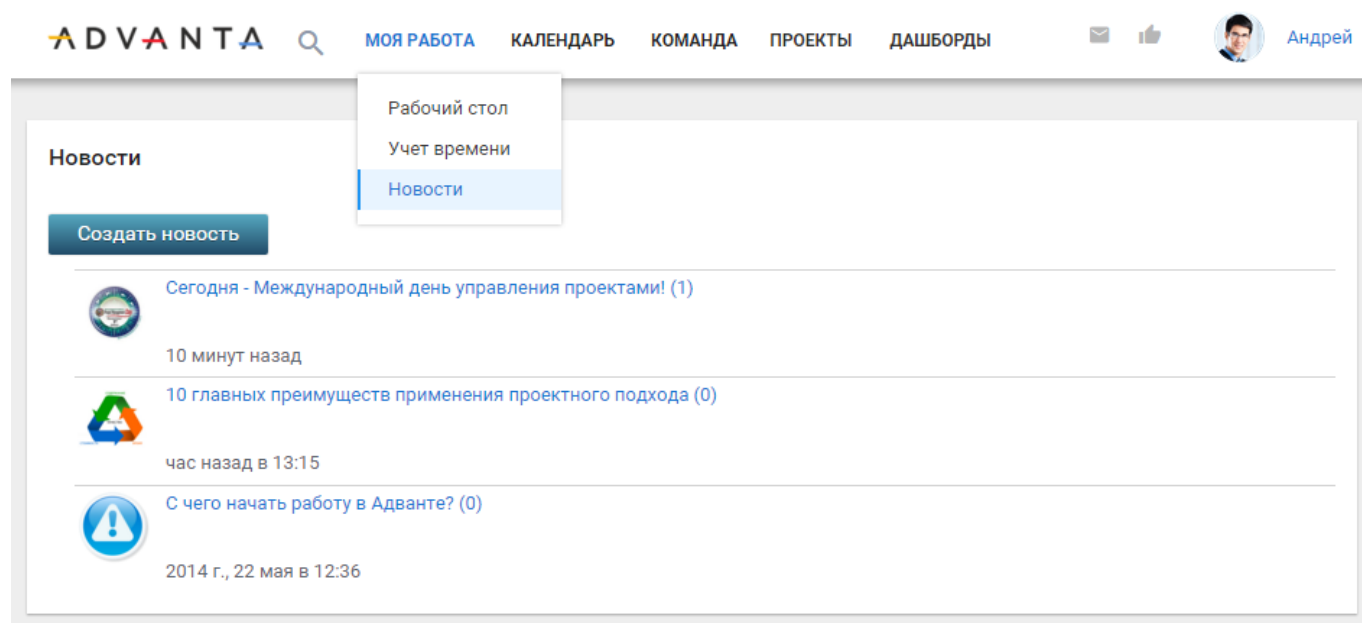 ADVANTA МОЯ РАБОТА КАЛЕНДАРЬ КОМАНДА ПРОЕКТЫ ДАШБОРДЫ Андрей
Рабочий стол
Учет времени
Новости
Новости
Создать новость
Сегодня - Международный день управления проектами! (1)
10 минут назад
10 главных преимуществ применения проектного подхода (0)
час назад в 13:15
С чего начать работу в Адванте? (0)
2014 г., 22 мая в 12:36